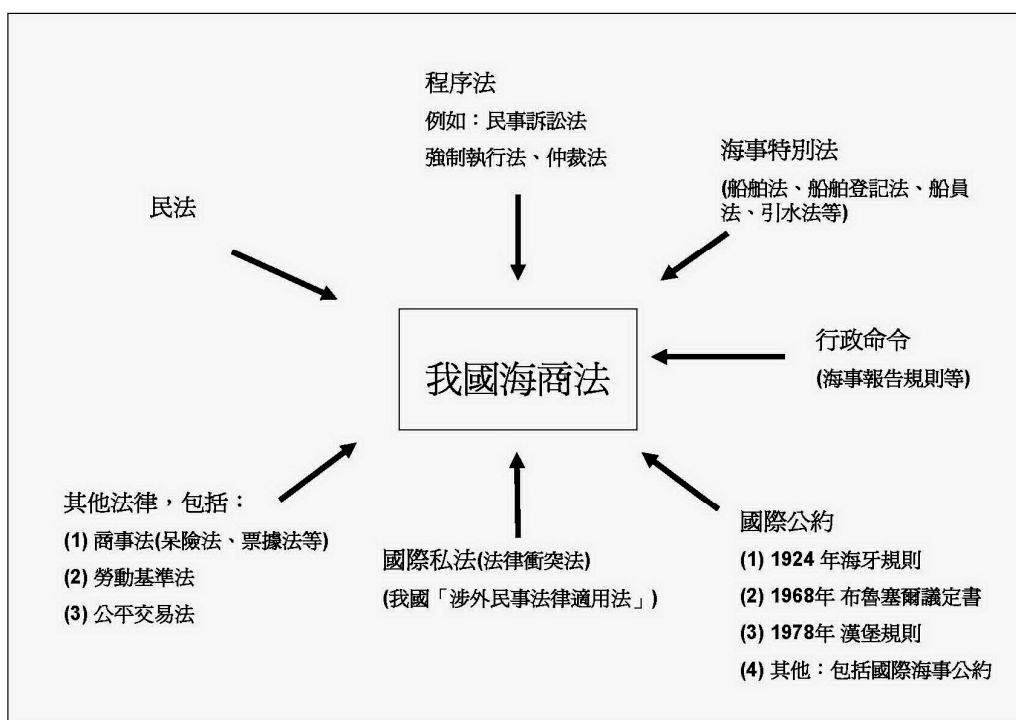 程序法
例如：民事訴訟法
強制執行法、仲裁法
海事特別法
(船舶法、船舶登記法、船員
法、引水法等)
民法
行政命令
(海事報告規則等)
我國海商法
其他法律，包括：
(1) 商事法(保險法、票據法等)
(2) 勞動基準法
(3) 公平交易法
國際私法(法律衝突法)
(我國「涉外民事法律適用法」)
國際公約
(1) 1924 年海牙規則
(2) 1968年 布魯塞爾議定書
(3) 1978年 漢堡規則
(4) 其他：包括國際海事公約